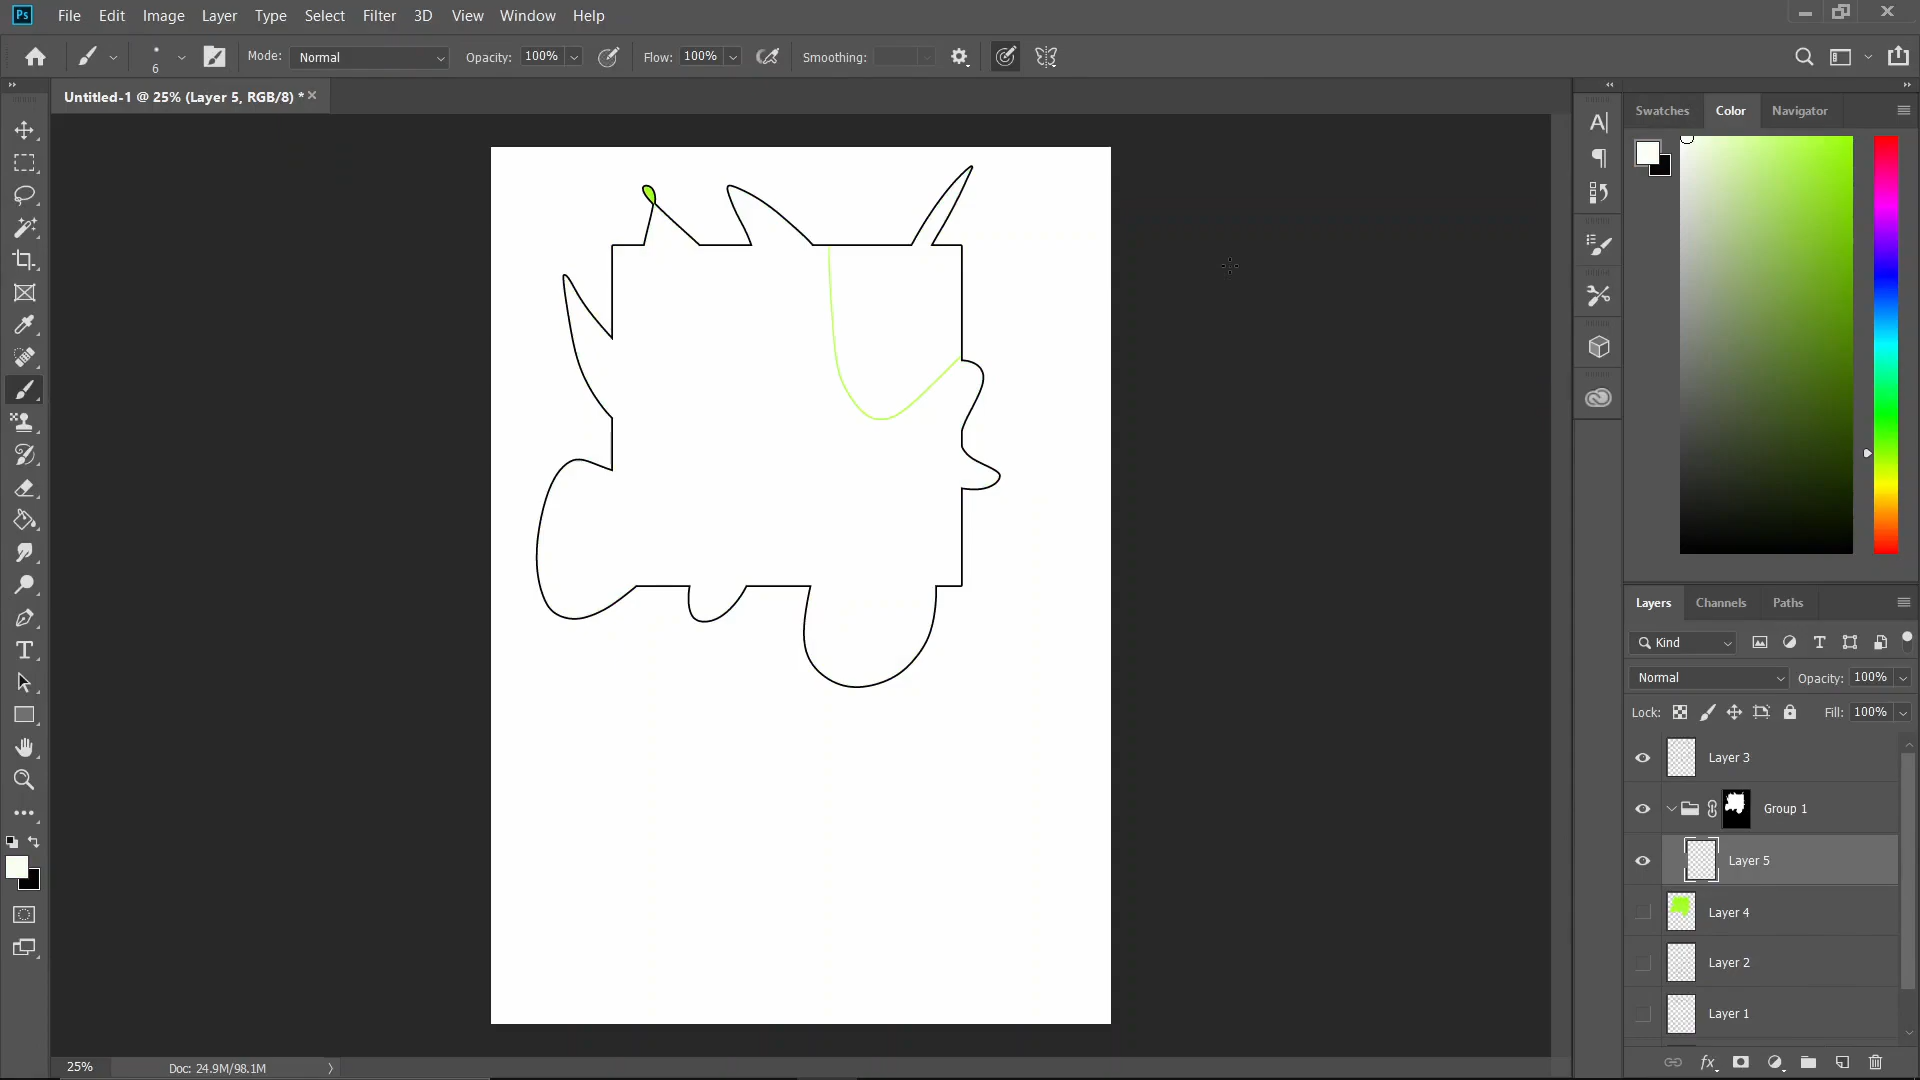 Ps File Edit Image Layer Type Select Filter 3D View Window Help
6 Mode: Normal Opacity: 100% Flow: 100% Smoothing:
Untitled-1 @ 25% (Layer 5, RGB/8) *
Swatches Color Navigator
Layers Channels Paths
Kind
Normal Opacity: 100%
Lock: Fill: 100%
Layer 3
Group 1
Layer 5
Layer 4
Layer 2
Layer 1
fx
25% Doc: 24.9M/98.1M